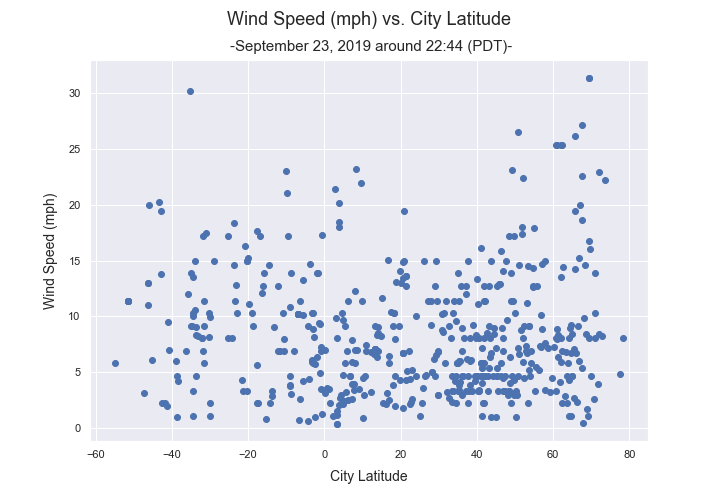 Wind Speed (mph) vs. City Latitude
-September 23, 2019 around 22:44 (PDT)-
30
25
20
15
10
5
0
Wind Speed (mph)
−60 −40 −20 0 20 40 60 80
City Latitude